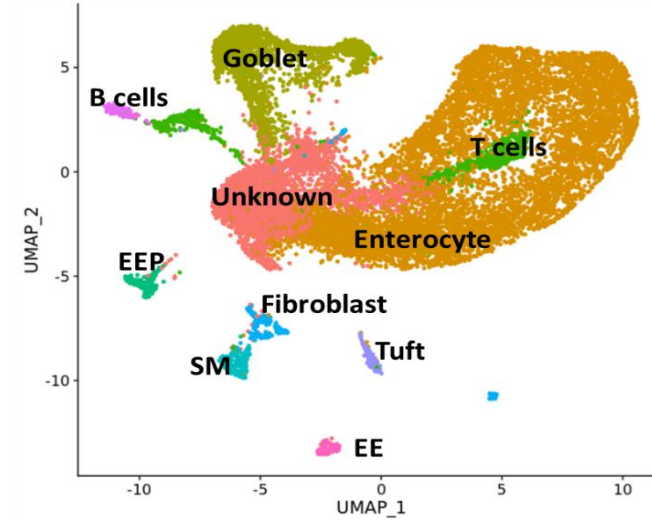 Goblet
5
B cells
T cells
0
Unknown
Enterocyte
UMAP_2
EEP
-5
Fibroblast
SM
Tuft
-10
EE
-10
-5
0
5
10
UMAP_1